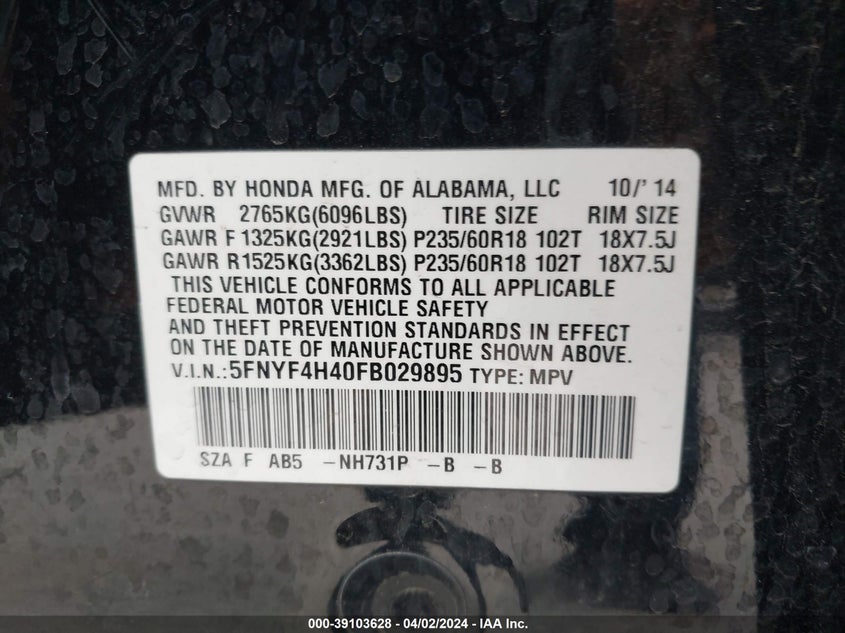 MFD. BY HONDA MFG. OF ALABAMA, LLC 10/' 14
GVWR 2765KG(6096LBS) TIRE SIZE RIM SIZE
GAWR F 1325KG(2921LBS) P235/60R18 102T 18X7.5J
GAWR R1525KG(3362LBS) P235/60R18 102T 18X7.5J
THIS VEHICLE CONFORMS TO ALL APPLICABLE
FEDERAL MOTOR VEHICLE SAFETY
AND THEFT PREVENTION STANDARDS IN EFFECT
ON THE DATE OF MANUFACTURE SHOWN ABOVE.
V.I.N.:5FNYF4H40FB029895 TYPE: MPV
SZA F AB5 -NH731P -B -B
000-39103628 - 04/02/2024 - IAA Inc.